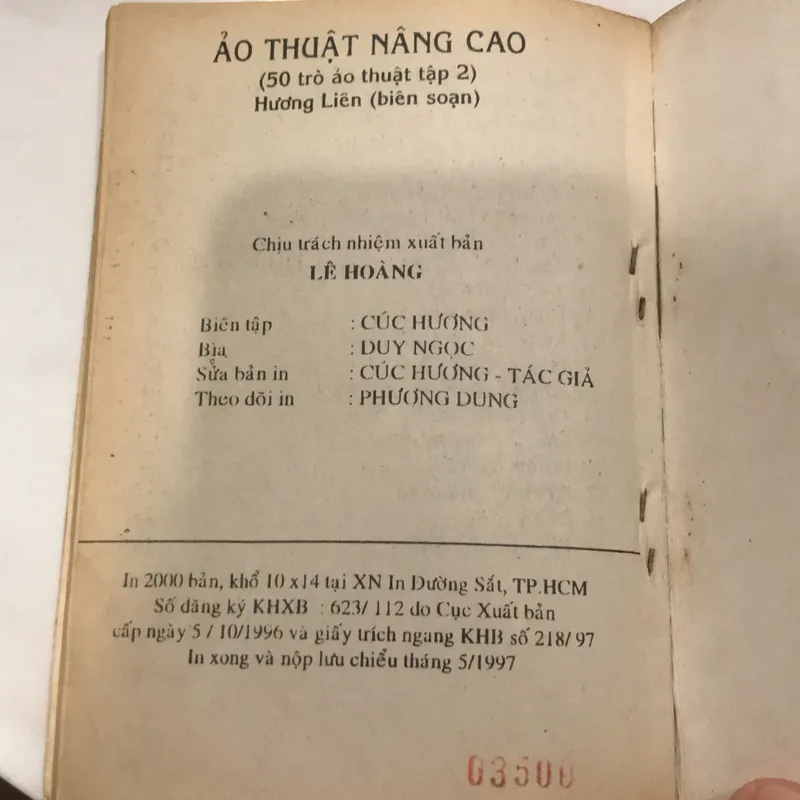 ẢO THUẬT NÂNG CAO
(50 trò ảo thuật tập 2)
Hương Liên (biên soạn)
Chịu trách nhiệm xuất bản
LÊ HOÀNG
Biên tập : CÚC HƯƠNG
Bìa : DUY NGỌC
Sửa bản in : CÚC HƯƠNG - TÁC GIẢ
Theo dõi in : PHƯƠNG DUNG
In 2000 bản, khổ 10 x14 tại XN In Đường Sắt, TP.HCM
Số đăng ký KHXB : 623/ 112 do Cục Xuất bản
cấp ngày 5 / 10/1996 và giấy trích ngang KHB số 218/ 97
In xong và nộp lưu chiểu tháng 5/1997
03500